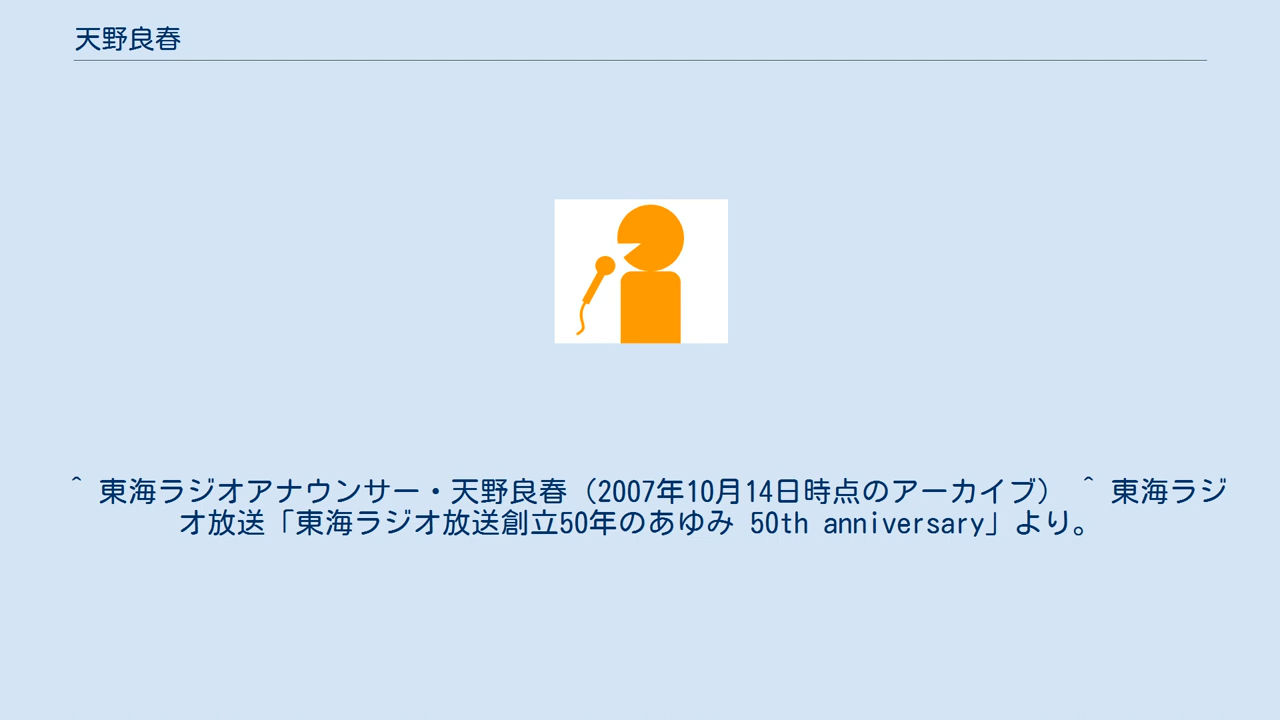 天野良春
^ 東海ラジオアナウンサー・天野良春（2007年10月14日時点のアーカイブ） ^ 東海ラジ
オ放送「東海ラジオ放送創立50年のあゆみ 50th anniversary」より。